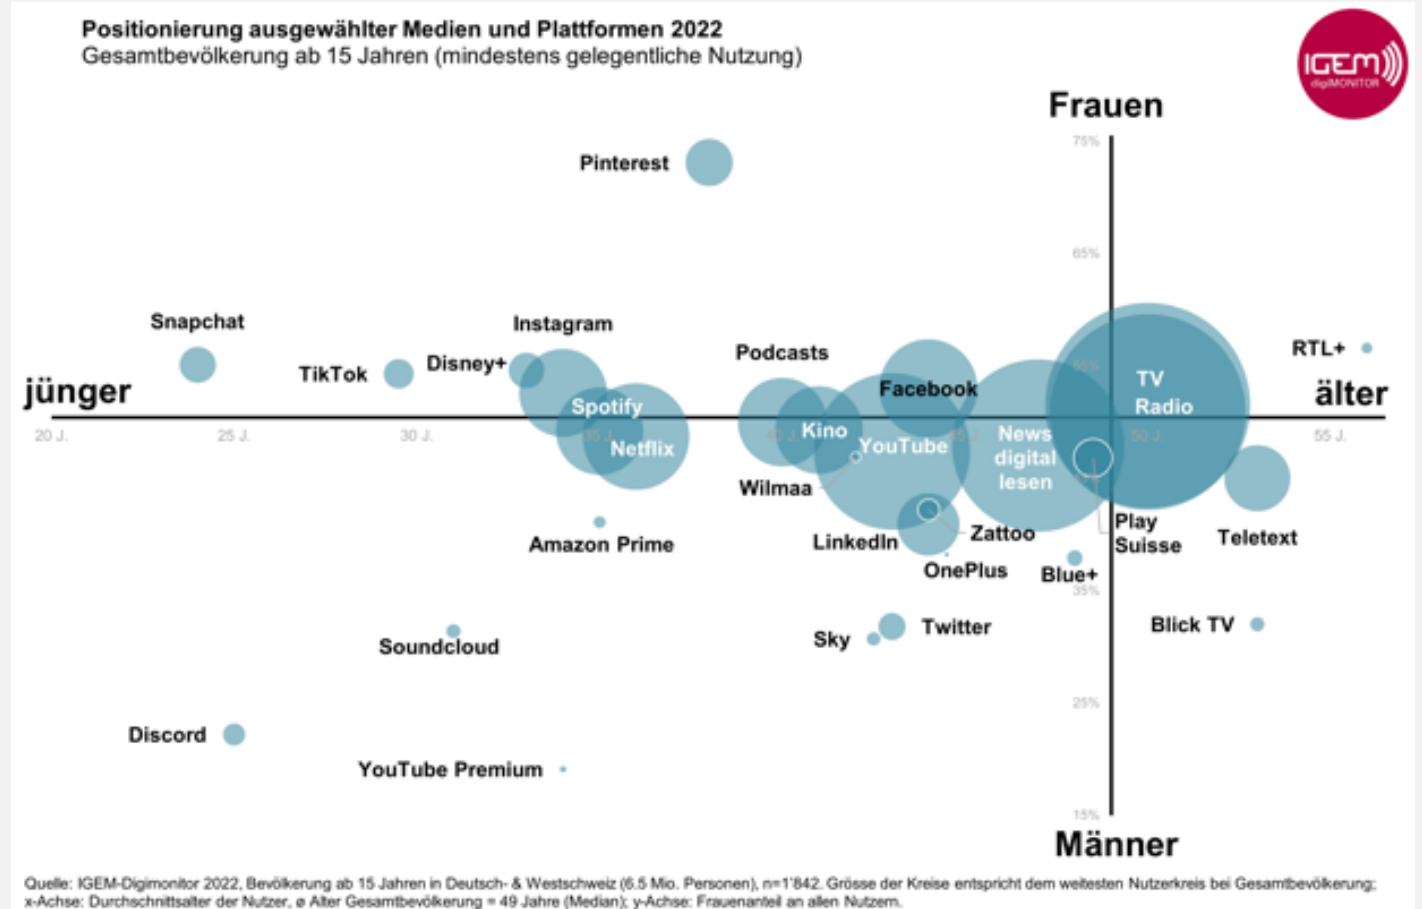 Positionierung ausgewählter Medien und Plattformen 2022
Gesamtbevölkerung ab 15 Jahren (mindestens gelegentliche Nutzung)
IGEM
digiMONITOR
Frauen
75%
Pinterest
65%
Snapchat
Instagram
Podcasts
RTL+
TikTok
Disney+
55%
TV
Facebook
jünger
älter
Spotify
Radio
20 J.
25 J.
30 J.
35 J.
40 J.
45 J.
50 J.
55 J.
Kino
Netflix
YouTube
News
digital
lesen
Wilmaa
Amazon Prime
LinkedIn
Zattoo
Play
Suisse
Teletext
OnePlus
Blue+
35%
Soundcloud
Sky
Twitter
Blick TV
25%
Discord
YouTube Premium
15%
Männer
Quelle: IGEM-Digimonitor 2022, Bevölkerung ab 15 Jahren in Deutsch- & Westschweiz (6.5 Mio. Personen), n=1'842. Grösse der Kreise entspricht dem weitesten Nutzerkreis bei Gesamtbevölkerung;
x-Achse: Durchschnittsalter der Nutzer, ø Alter Gesamtbevölkerung = 49 Jahre (Median); y-Achse: Frauenanteil an allen Nutzern.